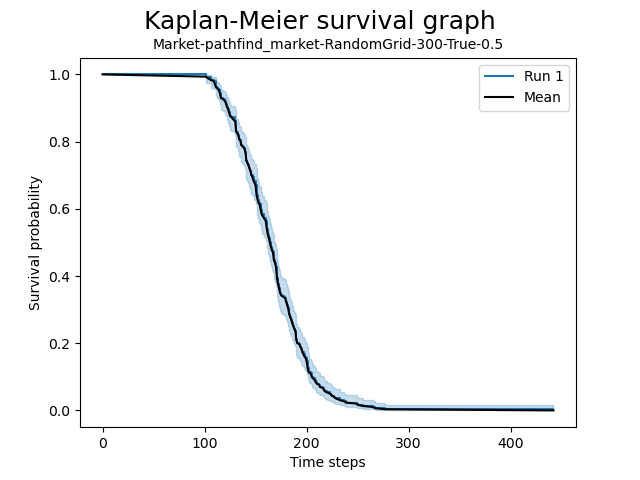 Kaplan-Meier survival graph
Market-pathfind_market-RandomGrid-300-True-0.5
Run 1
Mean
Survival probability
1.0
0.8
0.6
0.4
0.2
0.0
0 100 200 300 400
Time steps